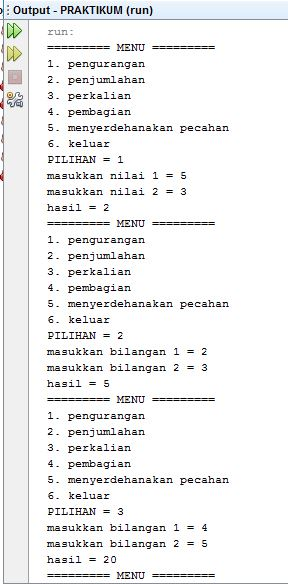 Output - PRAKTIKUM (run)
run:
========= MENU =========
1. pengurangan
2. penjumlahan
3. perkalian
4. pembagian
5. menyerdehanakan pecahan
6. keluar
PILIHAN = 1
masukkan nilai 1 = 5
masukkan nilai 2 = 3
hasil = 2
========= MENU =========
1. pengurangan
2. penjumlahan
3. perkalian
4. pembagian
5. menyerdehanakan pecahan
6. keluar
PILIHAN = 2
masukkan bilangan 1 = 2
masukkan bilangan 2 = 3
hasil = 5
========= MENU =========
1. pengurangan
2. penjumlahan
3. perkalian
4. pembagian
5. menyerdehanakan pecahan
6. keluar
PILIHAN = 3
masukkan bilangan 1 = 4
masukkan bilangan 2 = 5
hasil = 20
========= MENU =========